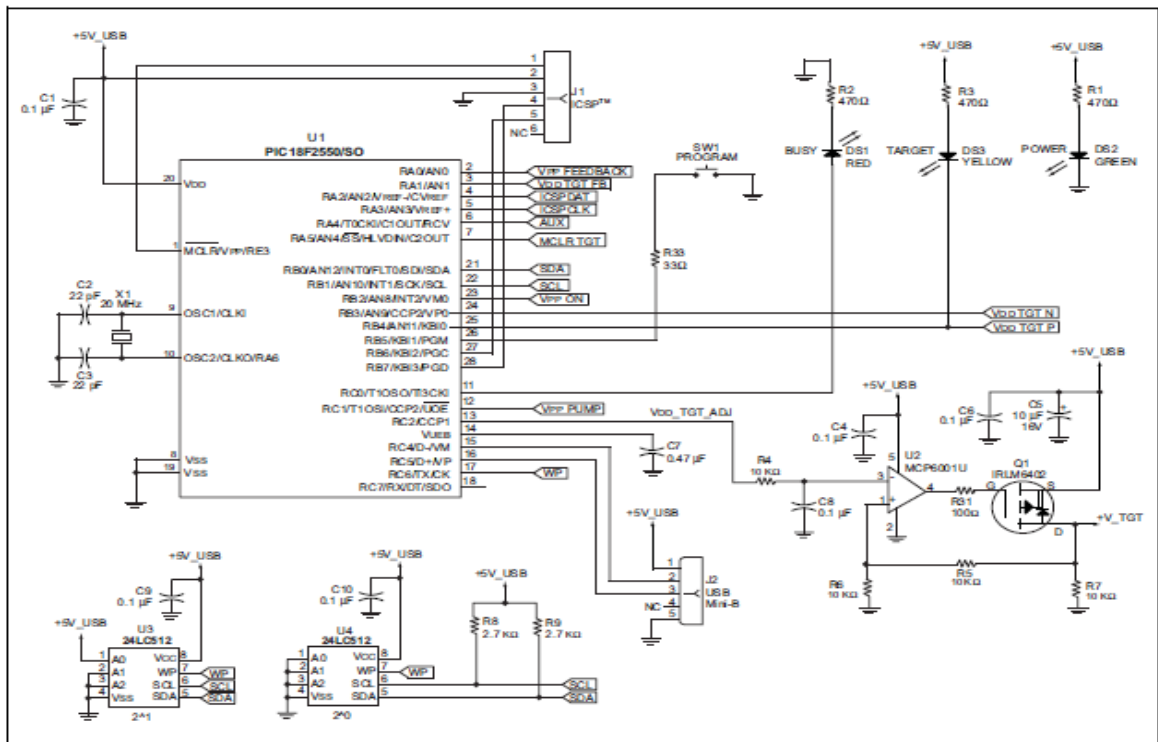 +5V_USB
C1
0.1 µF
1
2
3
4
5
6
NC
J1
ICSP™
U1
PIC18F2550/SO
20
VDD
1
MCLR/VPP/RE3
C2
22 pF
X1
20 MHz
9
OSC1/CLKI
10
OSC2/CLKO/RA6
C3
22 pF
8
VSS
19
VSS
RA0/AN0
2
VPP FEEDBACK
RA1/AN1
3
VDD TGT FB
RA2/AN2/VREF-/CVREF
4
ICSPDAT
RA3/AN3/VREF+
5
ICSPCLK
RA4/T0CKI/C1OUT/RCV
6
AUX
RA5/AN4/SS/HLVDIN/C2OUT
7
MCLR TGT
RB0/AN12/INT0/FLT0/SDI/SDA
21
SDA
RB1/AN10/INT1/SCK/SCL
22
SCL
RB2/AN8/INT2/VM0
23
VPP ON
RB3/AN9/CCP2/VP0
24
VDD TGT N
RB4/AN11/KBI0
25
VDD TGT P
RB5/KBI1/PGM
26
RB6/KBI2/PGC
27
RB7/KBI3/PGD
28
RC0/T1OSO/TI3CKI
11
RC1/T1OSI/CCP2/UOE
12
VPP PUMP
RC2/CCP1
13
VDD_TGT_ADJ
VUEB
14
RC4/D-/VM
15
RC5/D+/VP
16
RC6/TX/CK
17
WP
RC7/RX/DT/SDO
18
SW1
PROGRAM
R33
33Ω
R2
470Ω
BUSY
DS1
RED
+5V_USB
R3
470Ω
TARGET
DS3
YELLOW
+5V_USB
R1
470Ω
POWER
DS2
GREEN
C7
0.47 µF
R4
10 KΩ
C8
0.1 µF
+5V_USB
C4
0.1 µF
5
U2
MCP6001U
3
-
1
+
4
2
R31
100Ω
+5V_USB
C6
0.1 µF
C5
+
10 µF
16V
Q1
IRLM6402
G
S
D
+V_TGT
R6
10 KΩ
R5
10KΩ
R7
10 KΩ
+5V_USB
1
2
3
4
5
NC
J2
USB
Mini-B
+5V_USB
C9
0.1 µF
+5V_USB
U3
24LC512
1
A0
2
A1
3
A2
4
VSS
VCC
8
WP
7
WP
SCL
6
SCL
SDA
5
SDA
2^1
+5V_USB
C10
0.1 µF
U4
24LC512
1
A0
2
A1
3
A2
4
VSS
VCC
8
WP
7
WP
SCL
6
SDA
5
2^0
+5V_USB
R8
2.7 KΩ
R9
2.7 KΩ
SCL
SDA